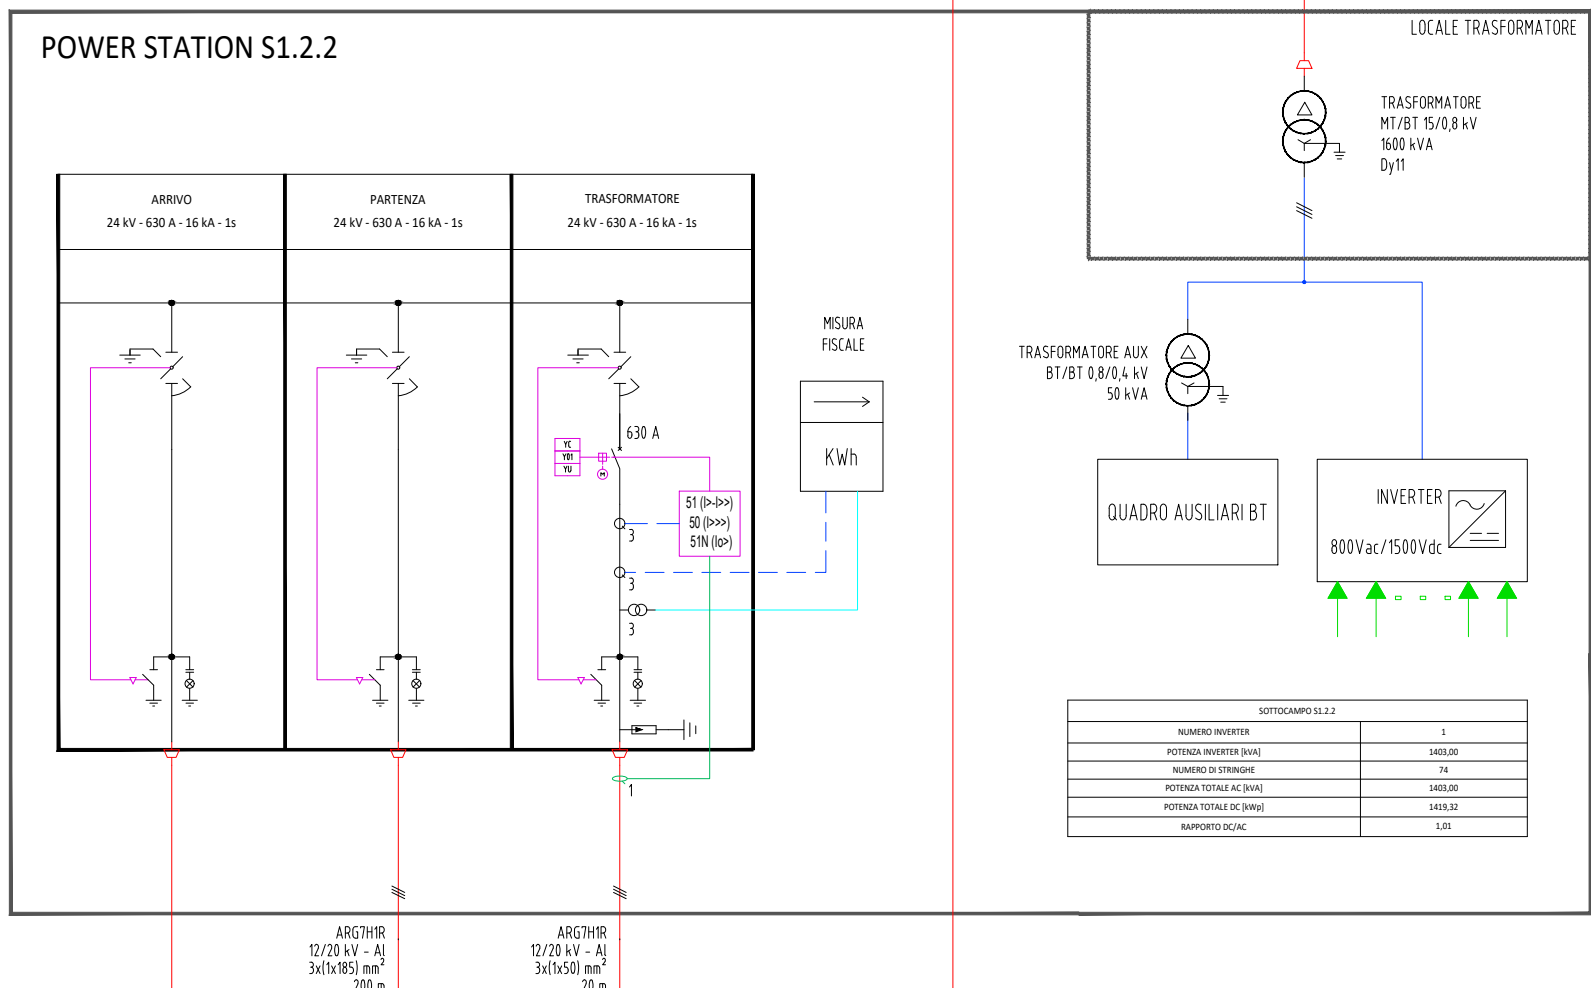 POWER STATION S1.2.2
LOCALE TRASFORMATORE
TRASFORMATORE
MT/BT 15/0,8 kV
1600 kVA
Dy11
ARRIVO
24 kV - 630 A - 16 kA - 1s
PARTENZA
24 kV - 630 A - 16 kA - 1s
TRASFORMATORE
24 kV - 630 A - 16 kA - 1s
MISURA
FISCALE
KWh
630 A
YC
Y01
YU
M
51 (I>-I>>)
50 (I>>>)
51N (Io>)
3
3
3
1
TRASFORMATORE AUX
BT/BT 0,8/0,4 kV
50 kVA
QUADRO AUSILIARI BT
INVERTER
800Vac/1500Vdc
SOTTOCAMPO S1.2.2
NUMERO INVERTER 1
POTENZA INVERTER [kVA] 1403,00
NUMERO DI STRINGHE 74
POTENZA TOTALE AC [kVA] 1403,00
POTENZA TOTALE DC [kWp] 1419,32
RAPPORTO DC/AC 1,01
ARG7H1R
12/20 kV - Al
3x(1x185) mm²
200 m
ARG7H1R
12/20 kV - Al
3x(1x50) mm²
20 m